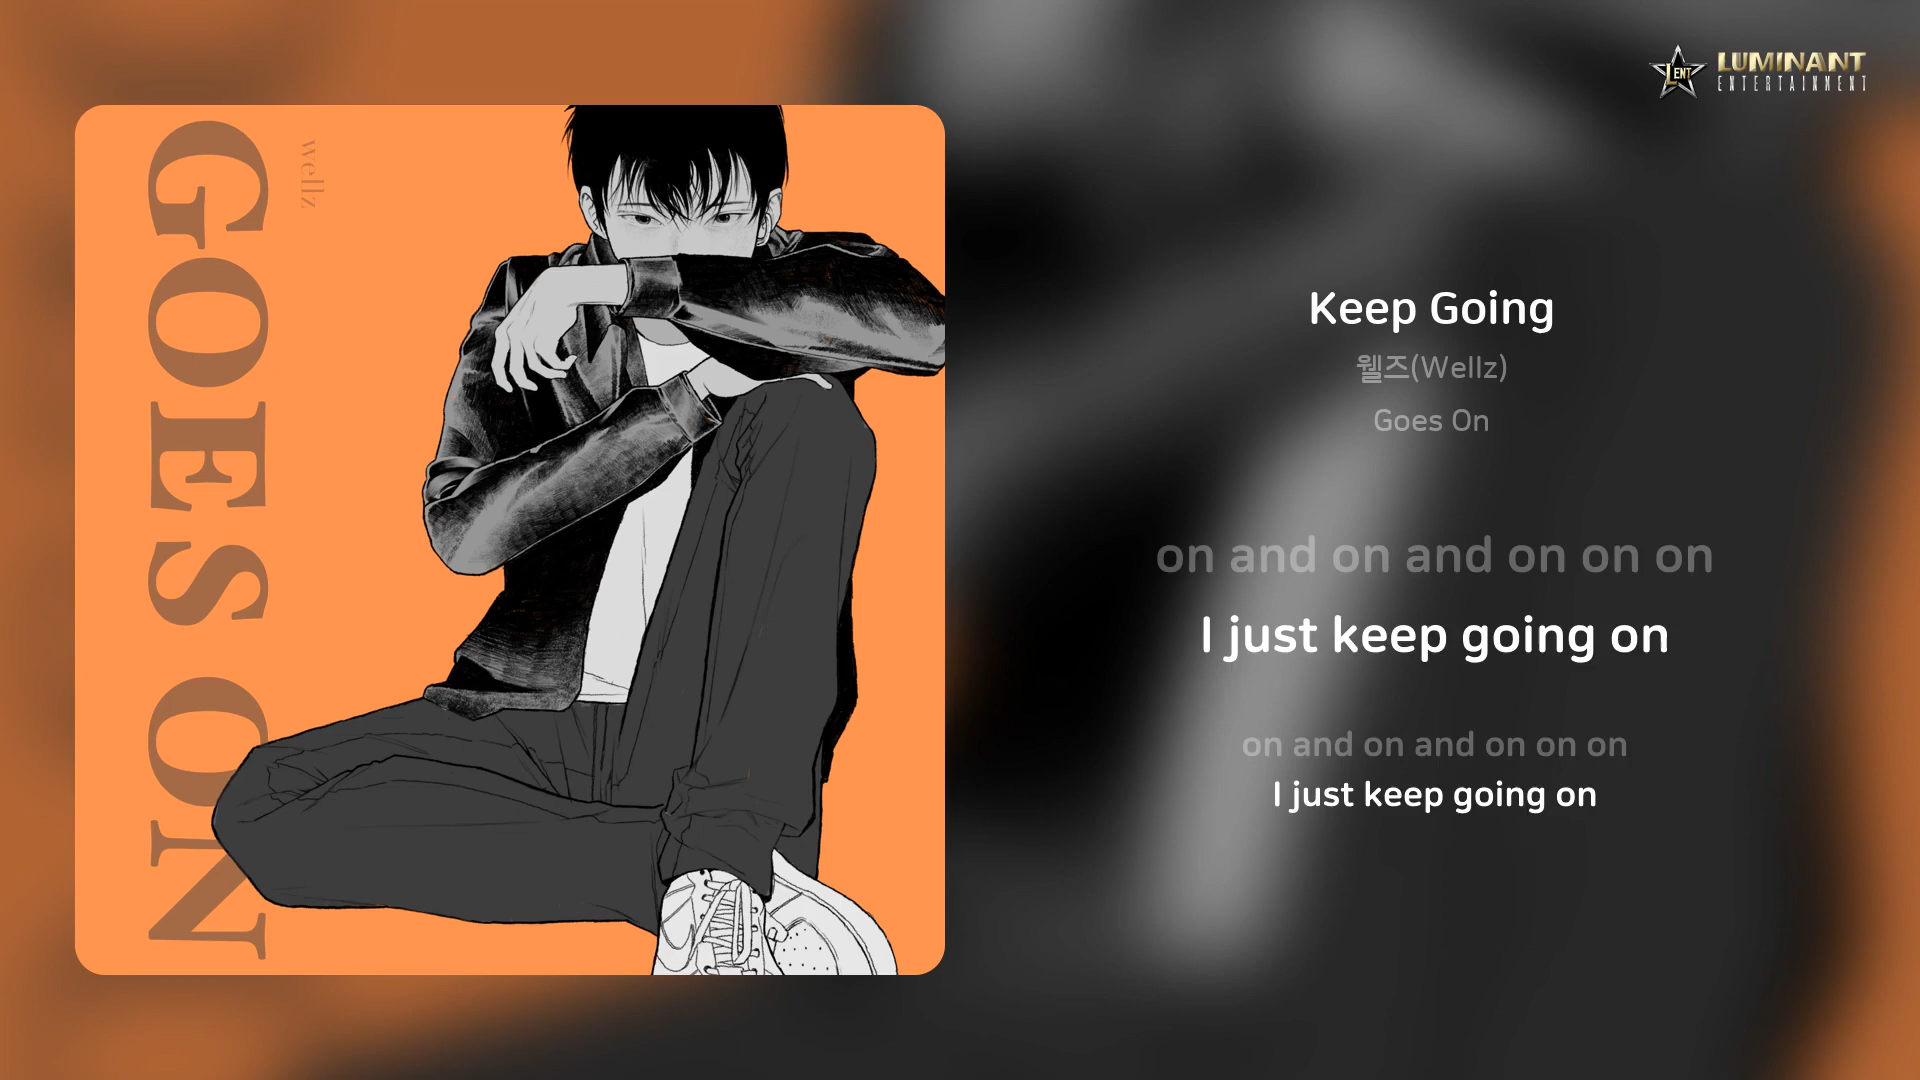 GOES ON
wellz
LENT
LUMINANT
ENTERTAINMENT
Keep Going
웰즈(Wellz)
Goes On
on and on and on on on
I just keep going on
on and on and on on on
I just keep going on